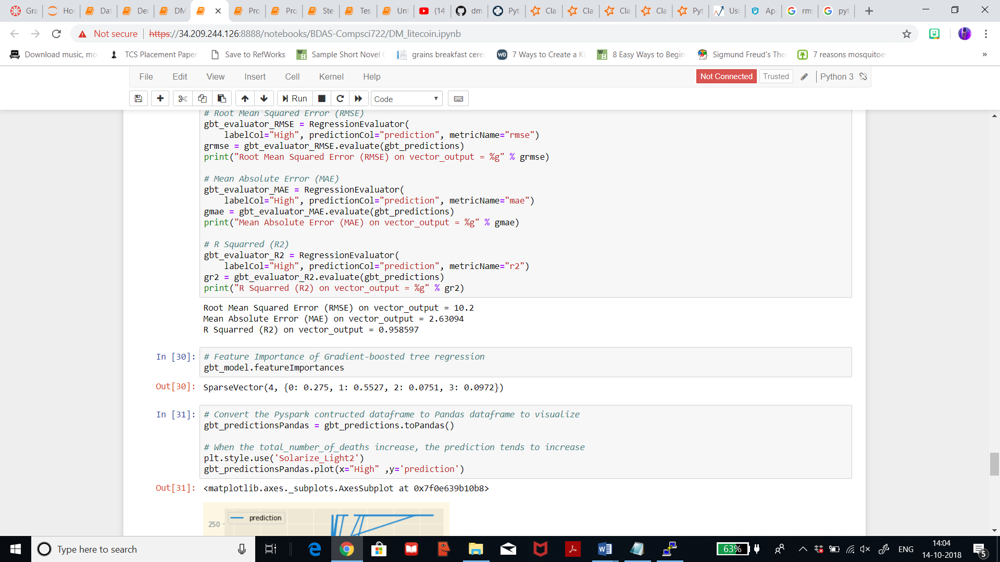 Gra
Ho
Dat
Der
DM
Pro
Pro
Ste
Tes
Unt
(14
dm
Pyt
Cla
Cla
Cla
Cla
Pyt
Usi
Ap
rms
pyt
Not secure | https://34.209.244.126:8888/notebooks/BDAS-Compsci722/DM_litecoin.ipynb
Download music, mo
TCS Placement Paper
Save to RefWorks
Sample Short Novel
grains breakfast cere
7 Ways to Create a Ki
8 Easy Ways to Begin
Sigmund Freud's The
7 reasons mosquitoe
»
File Edit View Insert Cell Kernel Help
Not Connected Trusted Python 3
Run Code
# Root Mean Squared Error (RMSE)
gbt_evaluator_RMSE = RegressionEvaluator(
labelCol="High", predictionCol="prediction", metricName="rmse")
grmse = gbt_evaluator_RMSE.evaluate(gbt_predictions)
print("Root Mean Squared Error (RMSE) on vector_output = %g" % grmse)
# Mean Absolute Error (MAE)
gbt_evaluator_MAE = RegressionEvaluator(
labelCol="High", predictionCol="prediction", metricName="mae")
gmae = gbt_evaluator_MAE.evaluate(gbt_predictions)
print("Mean Absolute Error (MAE) on vector_output = %g" % gmae)
# R Squarred (R2)
gbt_evaluator_R2 = RegressionEvaluator(
labelCol="High", predictionCol="prediction", metricName="r2")
gr2 = gbt_evaluator_R2.evaluate(gbt_predictions)
print("R Squarred (R2) on vector_output = %g" % gr2)
Root Mean Squared Error (RMSE) on vector_output = 10.2
Mean Absolute Error (MAE) on vector_output = 2.63094
R Squarred (R2) on vector_output = 0.958597
In [30]: # Feature Importance of Gradient-boosted tree regression
gbt_model.featureImportances
Out[30]: SparseVector(4, {0: 0.275, 1: 0.5527, 2: 0.0751, 3: 0.0972})
In [31]: # Convert the Pyspark contructed dataframe to Pandas dataframe to visualize
gbt_predictionsPandas = gbt_predictions.toPandas()
# When the total_number_of_deaths increase, the prediction tends to increase
plt.style.use('Solarize_Light2')
gbt_predictionsPandas.plot(x="High" ,y='prediction')
Out[31]: <matplotlib.axes._subplots.AxesSubplot at 0x7f0e639b10b8>
prediction
250
Type here to search
63%
ENG
14:04
14-10-2018
5